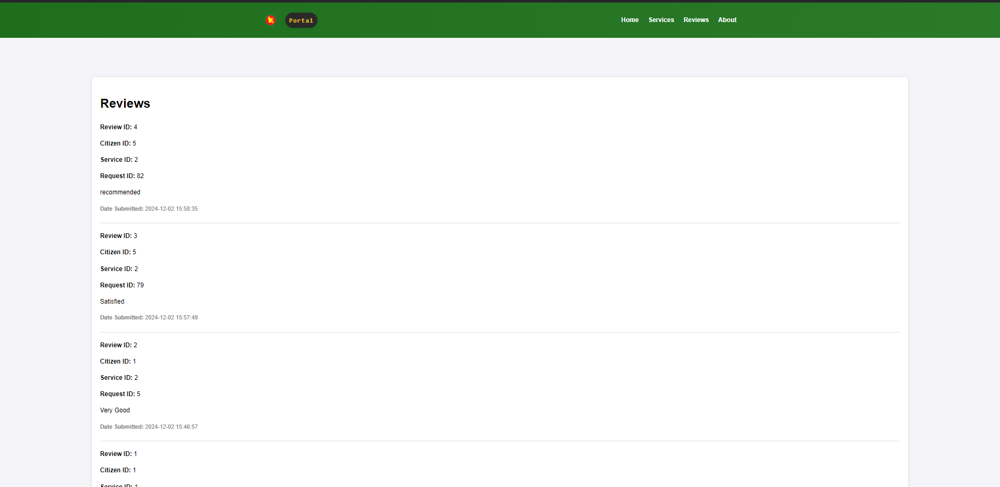 Portal
Home Services Reviews About
Reviews
Review ID: 4
Citizen ID: 5
Service ID: 2
Request ID: 82
recommended
Date Submitted: 2024-12-02 15:58:35
Review ID: 3
Citizen ID: 5
Service ID: 2
Request ID: 79
Satisfied
Date Submitted: 2024-12-02 15:57:49
Review ID: 2
Citizen ID: 1
Service ID: 2
Request ID: 5
Very Good
Date Submitted: 2024-12-02 15:46:57
Review ID: 1
Citizen ID: 1
Service ID: 1